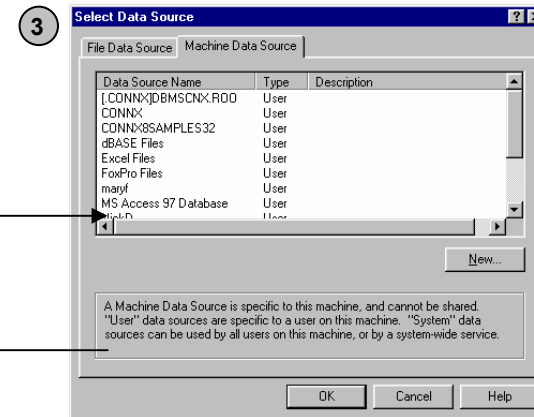 3
Select Data Source
File Data Source Machine Data Source
Data Source Name Type Description
[.CONNX]DBMSCNX.ROO User
CONNX User
CONNX8SAMPLES32 User
dBASE Files User
Excel Files User
FoxPro Files User
maryf User
MS Access 97 Database User
User
New...
A Machine Data Source is specific to this machine, and cannot be shared.
"User" data sources are specific to a user on this machine. "System" data
sources can be used by all users on this machine, or by a system-wide service.
OK Cancel Help